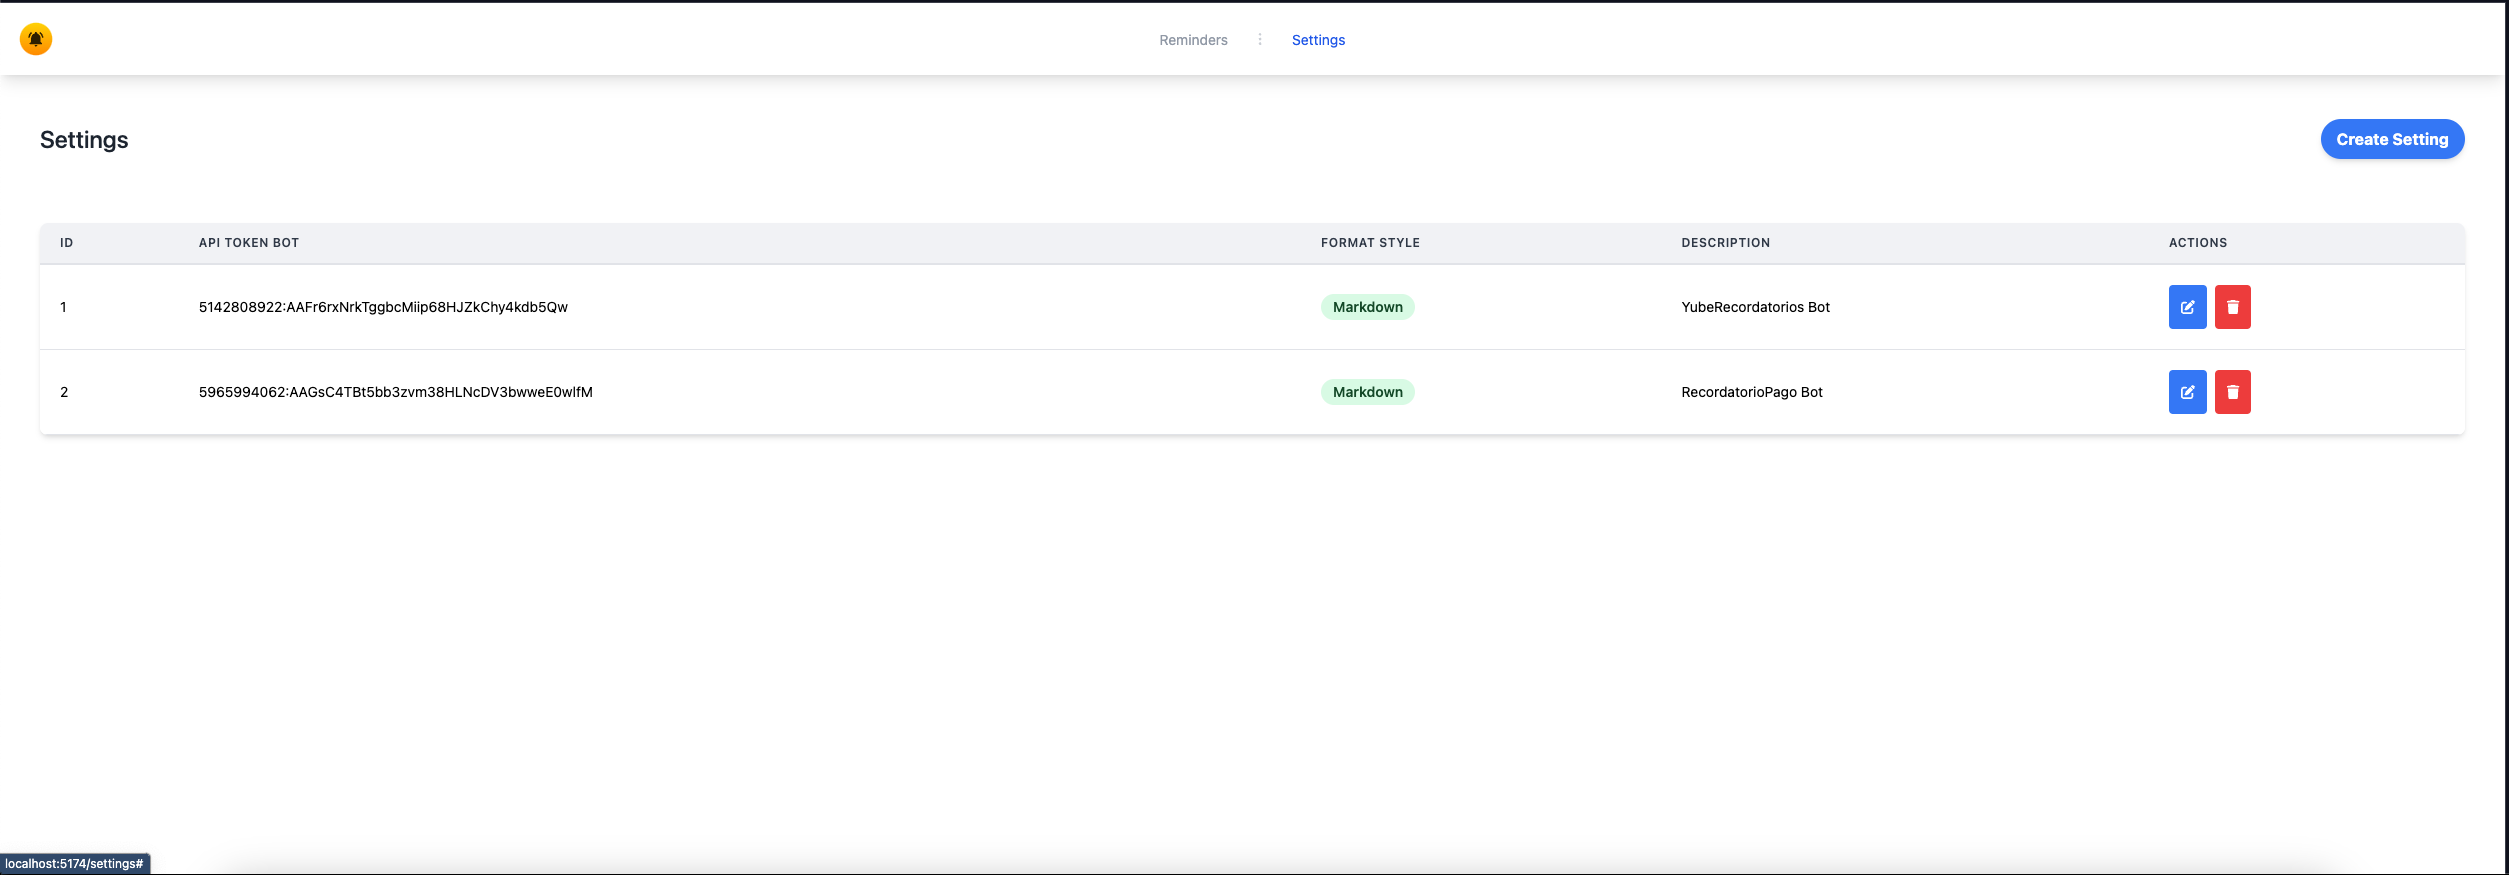 Reminders Settings
Settings Create Setting
ID API TOKEN BOT FORMAT STYLE DESCRIPTION ACTIONS
1 5142808922:AAFr6rxNrkTggbcMiip68HJZkChy4kdb5Qw Markdown YubeRecordatorios Bot
2 5965994062:AAGsC4TBt5bb3zvm38HLNcDV3bwweE0wlfM Markdown RecordatorioPago Bot
localhost:5174/settings#